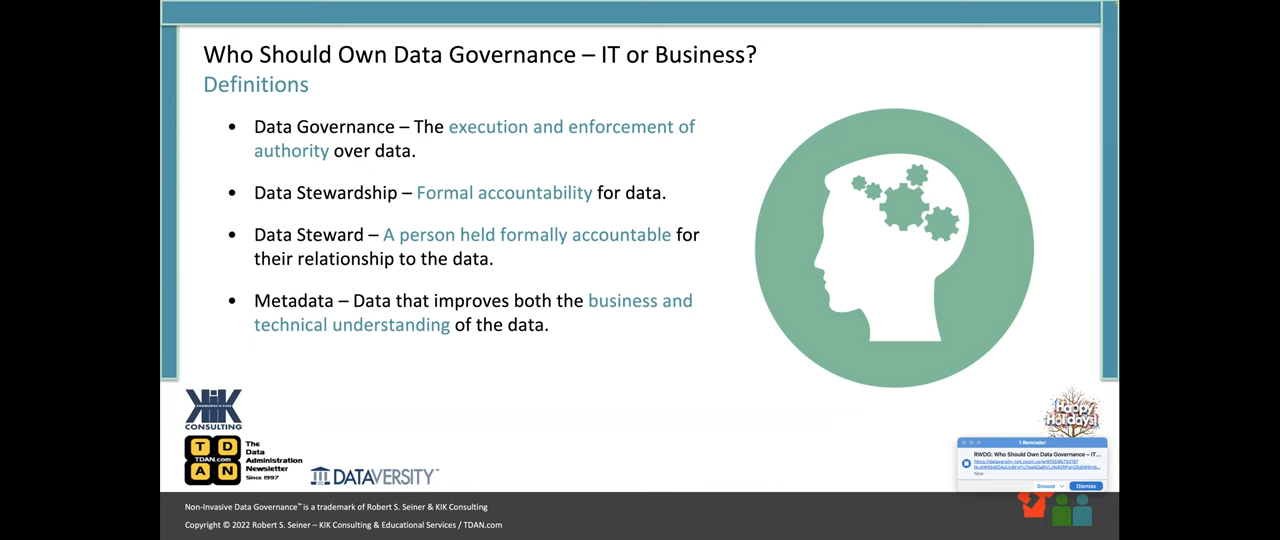 Who Should Own Data Governance – IT or Business?
Definitions
• Data Governance – The execution and enforcement of
authority over data.
• Data Stewardship – Formal accountability for data.
• Data Steward – A person held formally accountable for
their relationship to the data.
• Metadata – Data that improves both the business and
technical understanding of the data.
KIK
CONSULTING
Happy
Holidays!
TD
TDAN.com
AN
The
Data
Administration
Newsletter
Since 1997
DATAVERSITY™
1 Reminder
RWDG: Who Should Own Data Governance – IT...
Now
Snooze
Dismiss
Non-Invasive Data Governance™ is a trademark of Robert S. Seiner & KIK Consulting
Copyright © 2022 Robert S. Seiner – KIK Consulting & Educational Services / TDAN.com